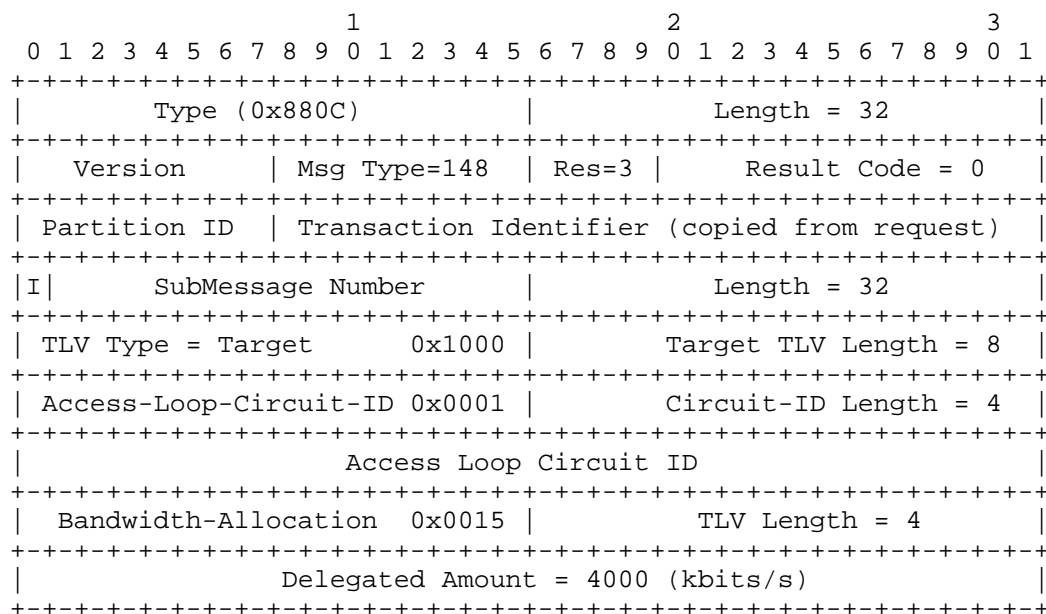 1                   2                   3
 0 1 2 3 4 5 6 7 8 9 0 1 2 3 4 5 6 7 8 9 0 1 2 3 4 5 6 7 8 9 0 1
+-+-+-+-+-+-+-+-+-+-+-+-+-+-+-+-+-+-+-+-+-+-+-+-+-+-+-+-+-+-+-+-+
|        Type (0x880C)          |           Length = 32         |
+-+-+-+-+-+-+-+-+-+-+-+-+-+-+-+-+-+-+-+-+-+-+-+-+-+-+-+-+-+-+-+-+
|   Version     | Msg Type=148  | Res=3 |     Result Code = 0   |
+-+-+-+-+-+-+-+-+-+-+-+-+-+-+-+-+-+-+-+-+-+-+-+-+-+-+-+-+-+-+-+-+
| Partition ID  | Transaction Identifier (copied from request)  |
+-+-+-+-+-+-+-+-+-+-+-+-+-+-+-+-+-+-+-+-+-+-+-+-+-+-+-+-+-+-+-+-+
|I|      SubMessage Number      |           Length = 32         |
+-+-+-+-+-+-+-+-+-+-+-+-+-+-+-+-+-+-+-+-+-+-+-+-+-+-+-+-+-+-+-+-+
| TLV Type = Target      0x1000 |        Target TLV Length = 8  |
+-+-+-+-+-+-+-+-+-+-+-+-+-+-+-+-+-+-+-+-+-+-+-+-+-+-+-+-+-+-+-+-+
| Access-Loop-Circuit-ID 0x0001 |        Circuit-ID Length = 4  |
+-+-+-+-+-+-+-+-+-+-+-+-+-+-+-+-+-+-+-+-+-+-+-+-+-+-+-+-+-+-+-+-+
|                    Access Loop Circuit ID                     |
+-+-+-+-+-+-+-+-+-+-+-+-+-+-+-+-+-+-+-+-+-+-+-+-+-+-+-+-+-+-+-+-+
|  Bandwidth-Allocation  0x0015 |          TLV Length = 4       |
+-+-+-+-+-+-+-+-+-+-+-+-+-+-+-+-+-+-+-+-+-+-+-+-+-+-+-+-+-+-+-+-+
|                Delegated Amount = 4000 (kbits/s)              |
+-+-+-+-+-+-+-+-+-+-+-+-+-+-+-+-+-+-+-+-+-+-+-+-+-+-+-+-+-+-+-+-+